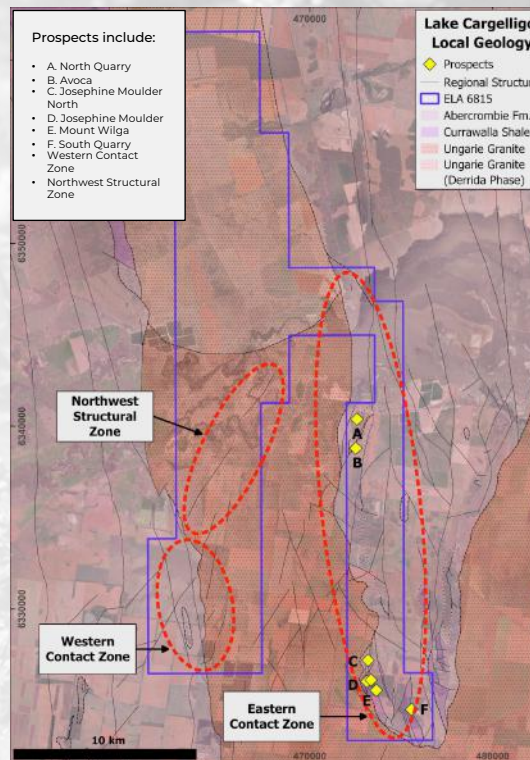 Prospects include:
• A. North Quarry
• B. Avoca
• C. Josephine Moulder
North
• D. Josephine Moulder
• E. Mount Wilga
• F. South Quarry
• Western Contact
Zone
• Northwest Structural
Zone
470000
Lake Cargellig
Local Geology
Prospects
Regional Structur
ELA 6815
Abercrombie Fm.
Currawalla Shale
Ungarie Granite
Ungarie Granite
(Derrida Phase)
6350000
Northwest
Structural
Zone
6340000
A
B
6330000
Western
Contact Zone
C
D
E
F
Eastern
Contact Zone
10 km
470000
480000